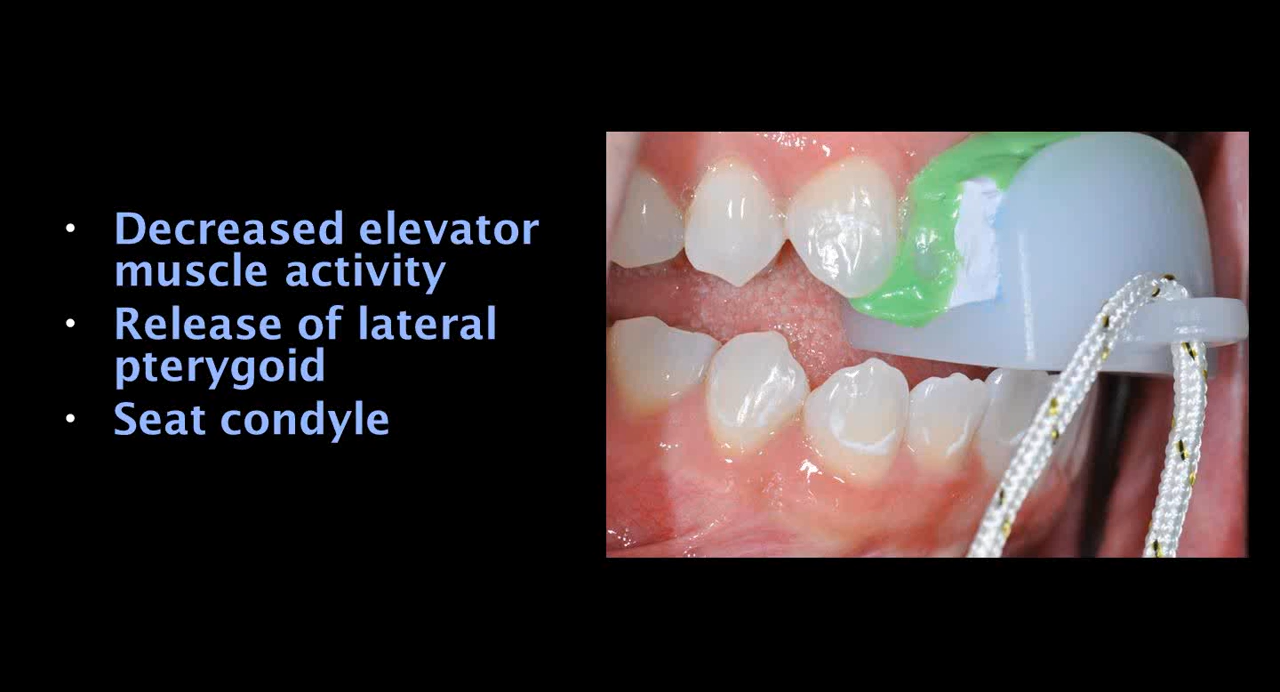 • Decreased elevator
muscle activity
• Release of lateral
pterygoid
• Seat condyle